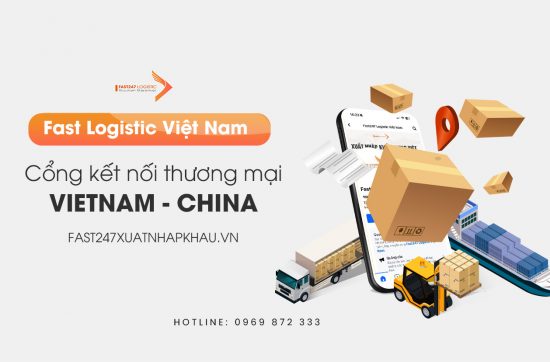 FAST247 LOGISTIC
Fast Logistic Việt Nam
Cổng kết nối thương mại
VIETNAM - CHINA
FAST247XUATNHAPKHAU.VN
HOTLINE: 0969 872 333